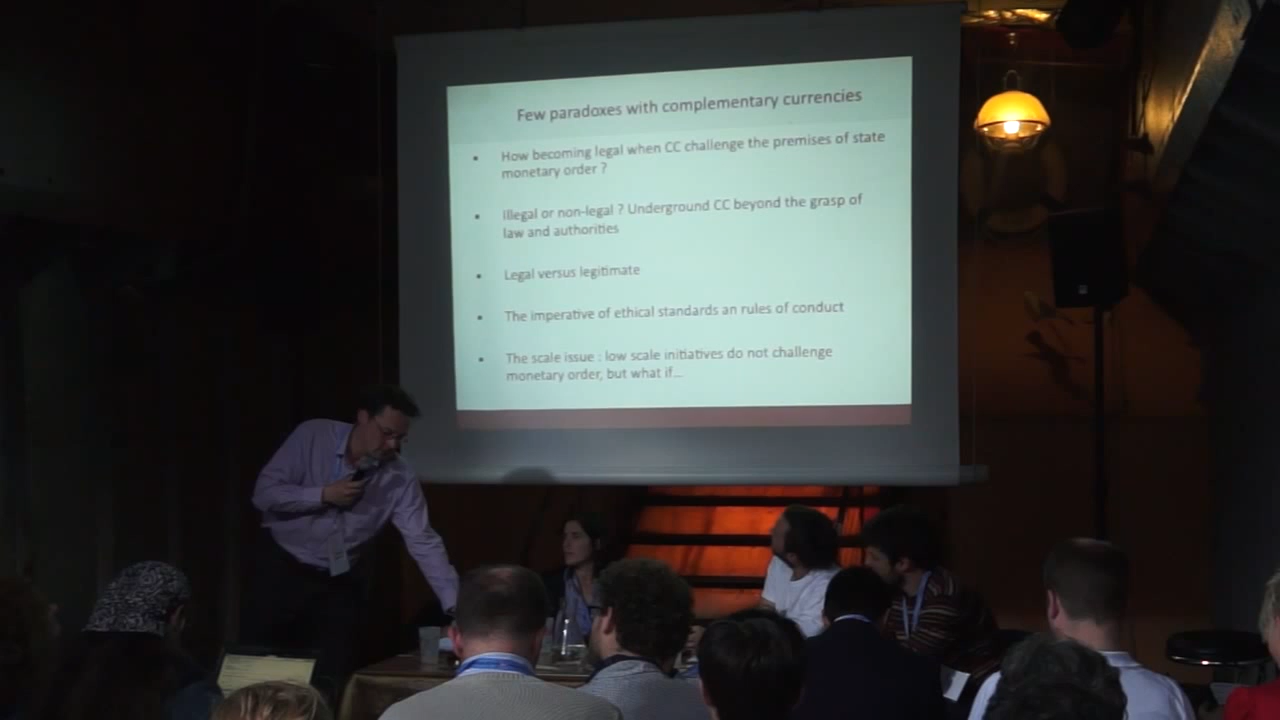 Few paradoxes with complementary currencies
How becoming legal when CC challenge the premises of state
monetary order ?
Illegal or non-legal ? Underground CC beyond the grasp of
law and authorities
Legal versus legitimate
The imperative of ethical standards an rules of conduct
The scale issue : low scale initiatives do not challenge
monetary order, but what if...